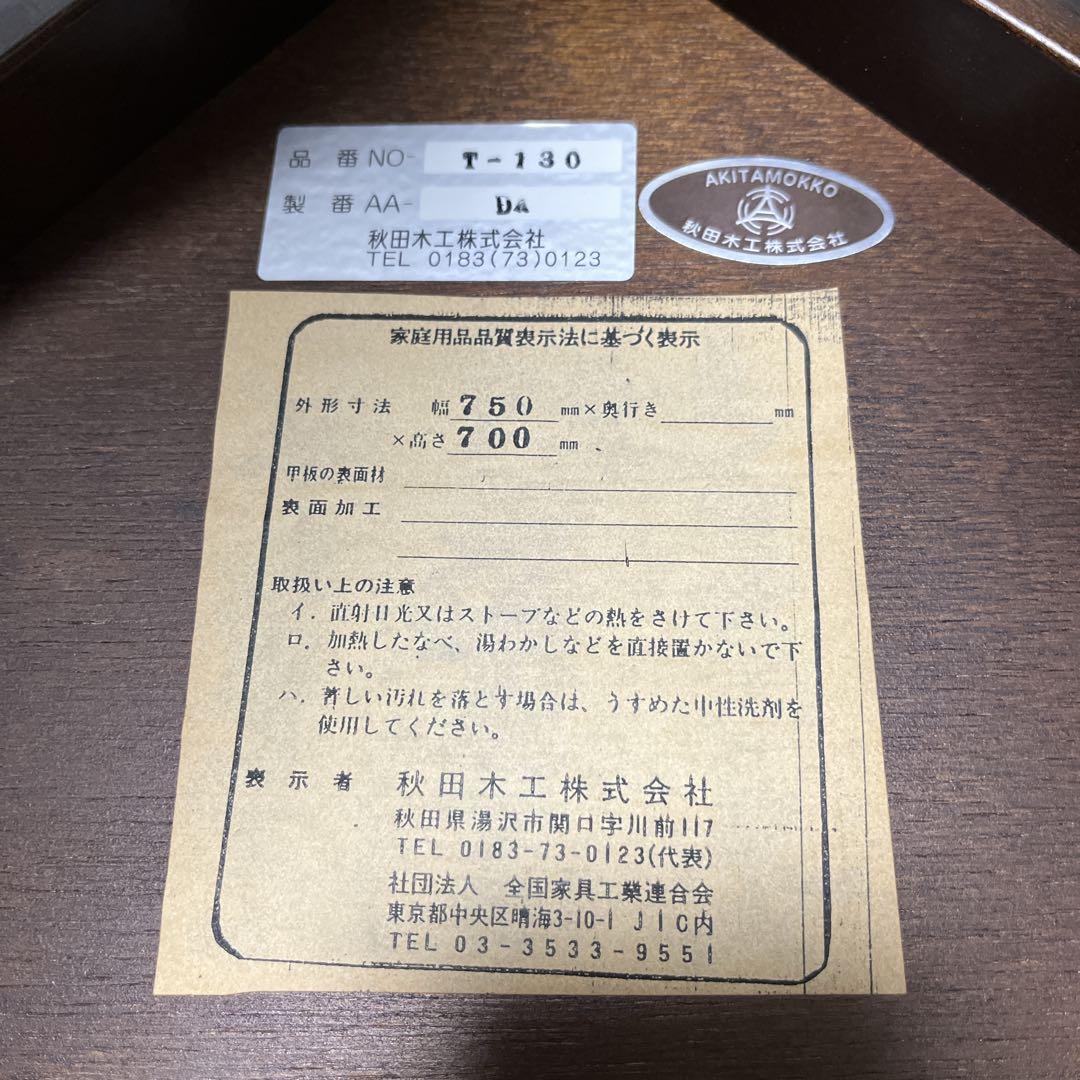 品番 NO- T-130
製番 AA- DA
秋田木工株式会社
TEL 0183(73)0123
AKITAMOKKO
A
秋田木工株式会社
家庭用品品質表示法に基づく表示
外形寸法 幅 750 mm×奥行き mm
×高さ 700 mm
甲板の表面材
表面加工
取扱い上の注意
イ. 直射日光又はストーブなどの熱をさけて下さい。
ロ. 加熱したなべ、湯わかしなどを直接置かないで下
さい。
ハ. 著しい汚れを落とす場合は、うすめた中性洗剤を
使用してください。
表示者 秋田木工株式会社
秋田県湯沢市関口字川前117
TEL 0183-73-0123(代表)
社団法人 全国家具工業連合会
東京都中央区晴海3-10-1 JIC内
TEL 03-3533-9551